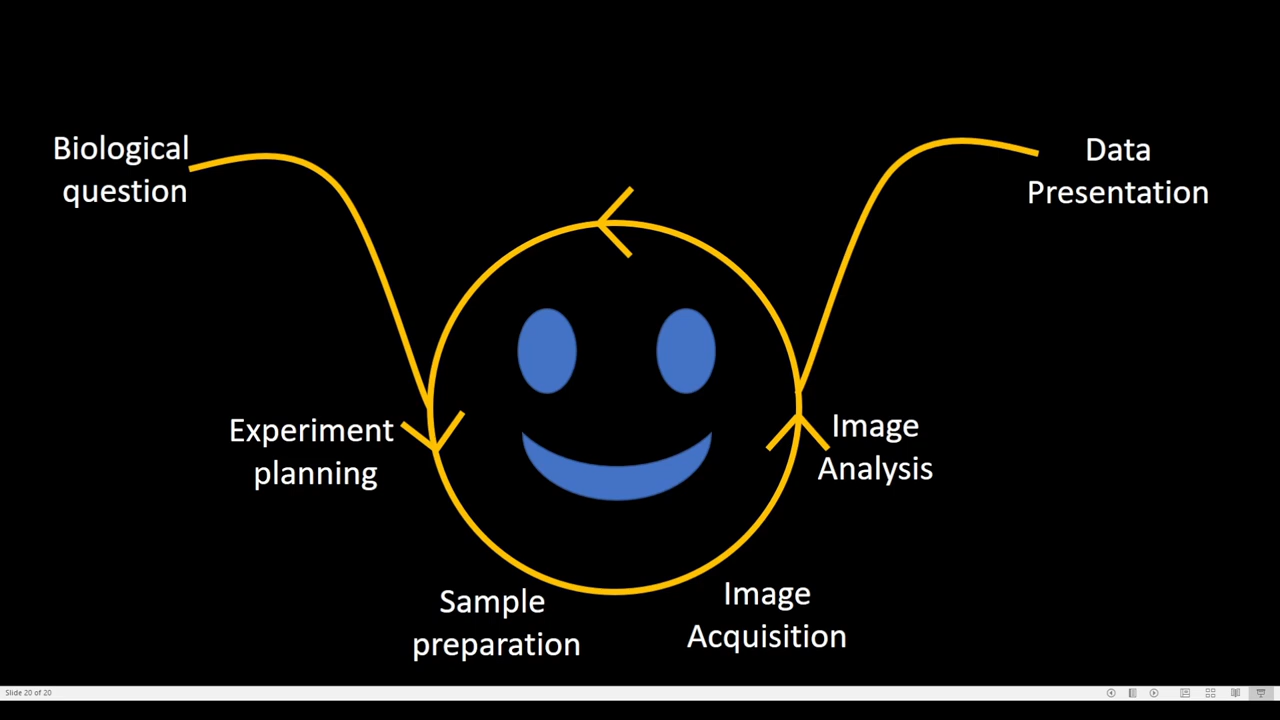 Biological
question
Data
Presentation
Experiment
planning
Image
Analysis
Sample
preparation
Image
Acquisition
Slide 20 of 20